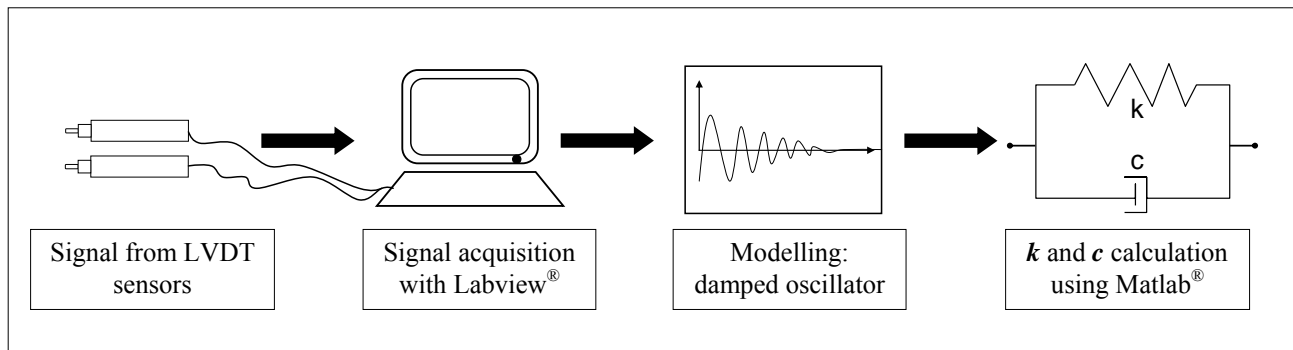 k
c
Signal from LVDT
sensors
Signal acquisition
with Labview®
Modelling:
damped oscillator
k and c calculation
using Matlab®